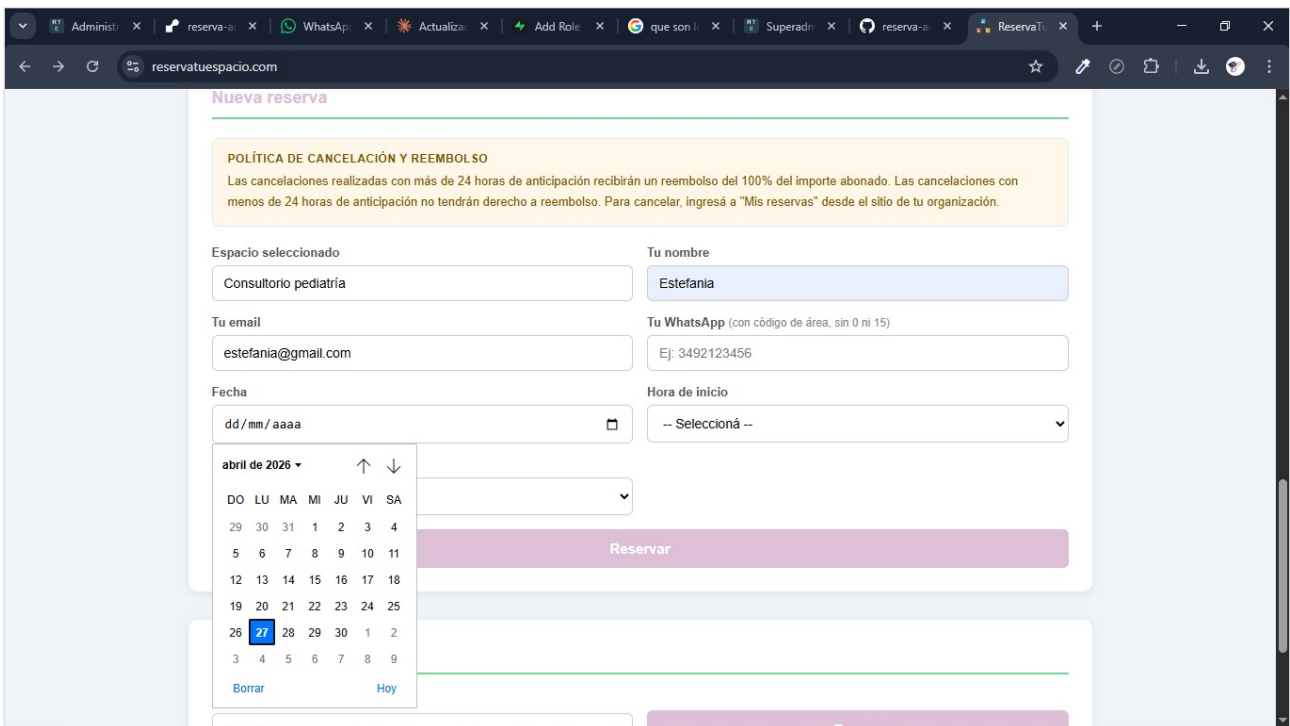 RT
E
Administr
reserva-a
WhatsApp
Actualizac
Add Role
que son l
RT
E
Superadm
reserva-a
ReservaTu
reservatuespacio.com
Nueva reserva
POLÍTICA DE CANCELACIÓN Y REEMBOLSO
Las cancelaciones realizadas con más de 24 horas de anticipación recibirán un reembolso del 100% del importe abonado. Las cancelaciones con
menos de 24 horas de anticipación no tendrán derecho a reembolso. Para cancelar, ingresá a "Mis reservas" desde el sitio de tu organización.
Espacio seleccionado
Tu nombre
Consultorio pediatría
Estefania
Tu email
Tu WhatsApp (con código de área, sin 0 ni 15)
estefania@gmail.com
Ej: 3492123456
Fecha
Hora de inicio
dd/mm/aaaa
-- Seleccioná --
abril de 2026
DO LU MA MI JU VI SA
29 30 31 1 2 3 4
5 6 7 8 9 10 11
12 13 14 15 16 17 18
19 20 21 22 23 24 25
26 27 28 29 30 1 2
3 4 5 6 7 8 9
Borrar Hoy
Reservar